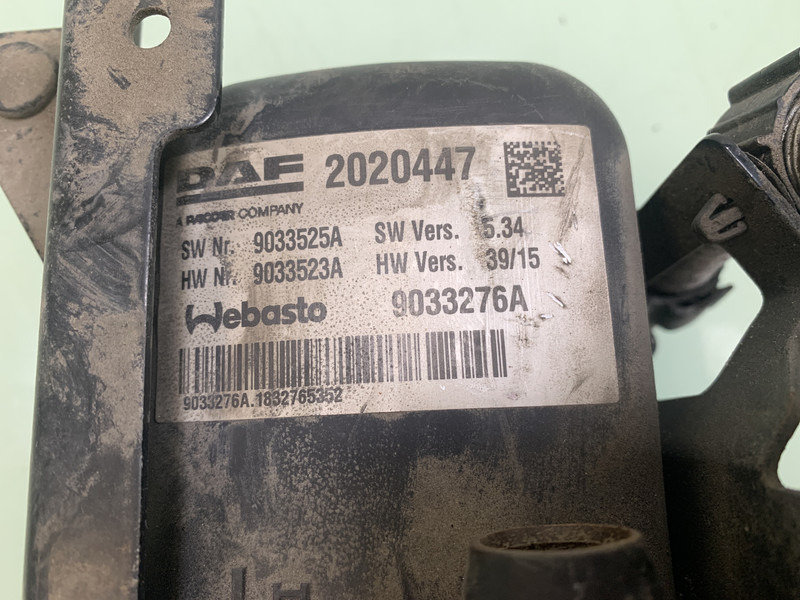 DAF 2020447
A PACCAR COMPANY
SW Nr. 9033525A SW Vers. 5.34
HW Nr. 9033523A HW Vers. 39/15
Webasto 9033276A
9033276A.1832765352